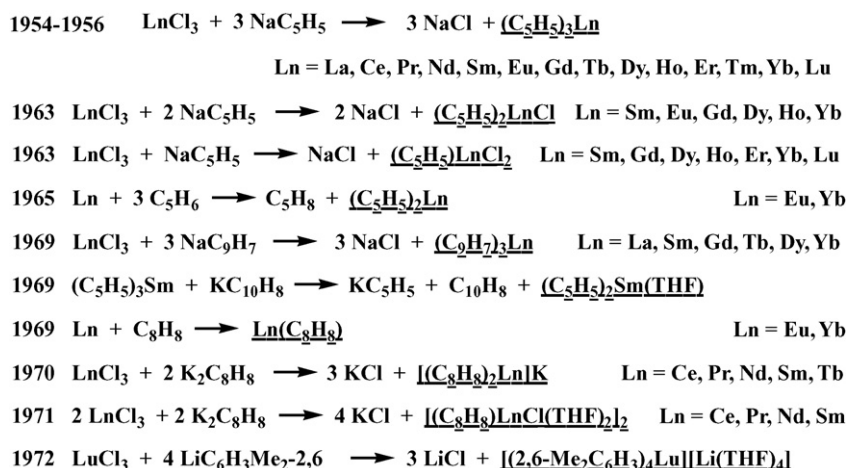 1954-1956 LnCl₃ + 3 NaC₅H₅ ⟶ 3 NaCl + (C₅H₅)₃Ln
Ln = La, Ce, Pr, Nd, Sm, Eu, Gd, Tb, Dy, Ho, Er, Tm, Yb, Lu
1963 LnCl₃ + 2 NaC₅H₅ ⟶ 2 NaCl + (C₅H₅)₂LnCl Ln = Sm, Eu, Gd, Dy, Ho, Yb
1963 LnCl₃ + NaC₅H₅ ⟶ NaCl + (C₅H₅)LnCl₂ Ln = Sm, Gd, Dy, Ho, Er, Yb, Lu
1965 Ln + 3 C₅H₆ ⟶ C₅H₈ + (C₅H₅)₂Ln Ln = Eu, Yb
1969 LnCl₃ + 3 NaC₉H₇ ⟶ 3 NaCl + (C₉H₇)₃Ln Ln = La, Sm, Gd, Tb, Dy, Yb
1969 (C₅H₅)₃Sm + KC₁₀H₈ ⟶ KC₅H₅ + C₁₀H₈ + (C₅H₅)₂Sm(THF)
1969 Ln + C₈H₈ ⟶ Ln(C₈H₈) Ln = Eu, Yb
1970 LnCl₃ + 2 K₂C₈H₈ ⟶ 3 KCl + [(C₈H₈)₂Ln]K Ln = Ce, Pr, Nd, Sm, Tb
1971 2 LnCl₃ + 2 K₂C₈H₈ ⟶ 4 KCl + [(C₈H₈)LnCl(THF)₂]₂ Ln = Ce, Pr, Nd, Sm
1972 LuCl₃ + 4 LiC₆H₃Me₂-2,6 ⟶ 3 LiCl + [(2,6-Me₂C₆H₃)₄Lu][Li(THF)₄]